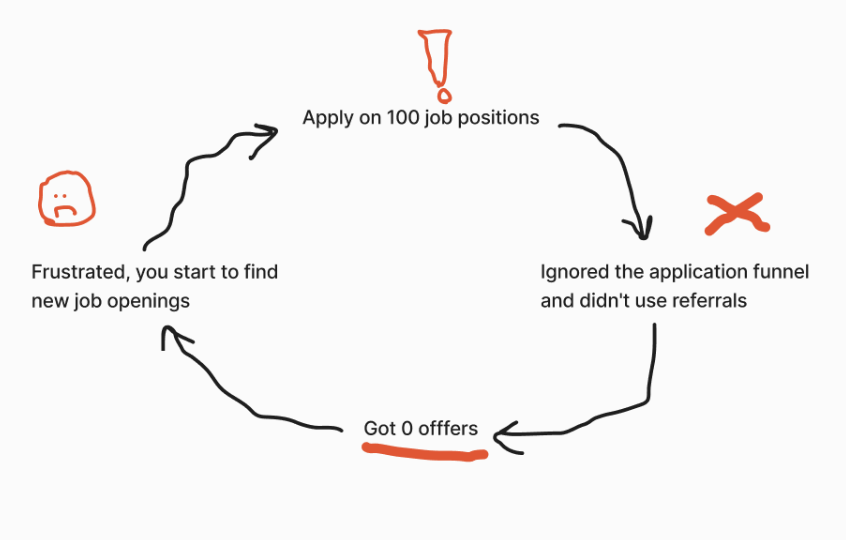 Apply on 100 job positions
Frustrated, you start to find
new job openings
Ignored the application funnel
and didn't use referrals
Got 0 offfers